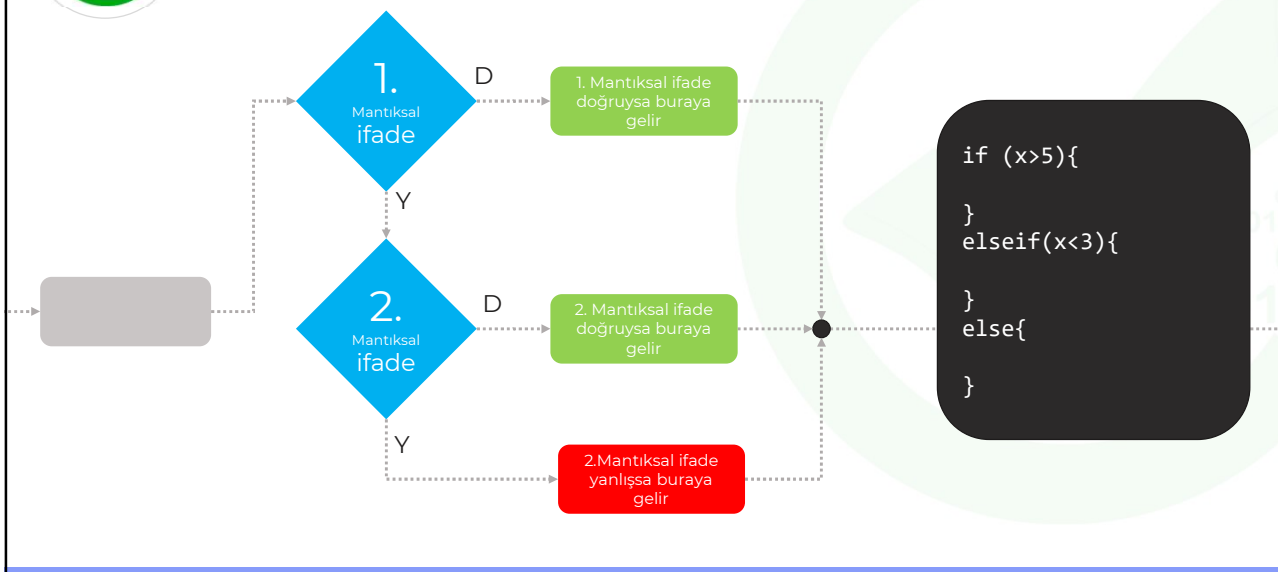 1.
Mantıksal
ifade
D
1. Mantıksal ifade
doğruysa buraya
gelir
Y
2.
Mantıksal
ifade
D
2. Mantıksal ifade
doğruysa buraya
gelir
Y
2.Mantıksal ifade
yanlışsa buraya
gelir
if (x>5){
}
elseif(x<3){
}
else{
}